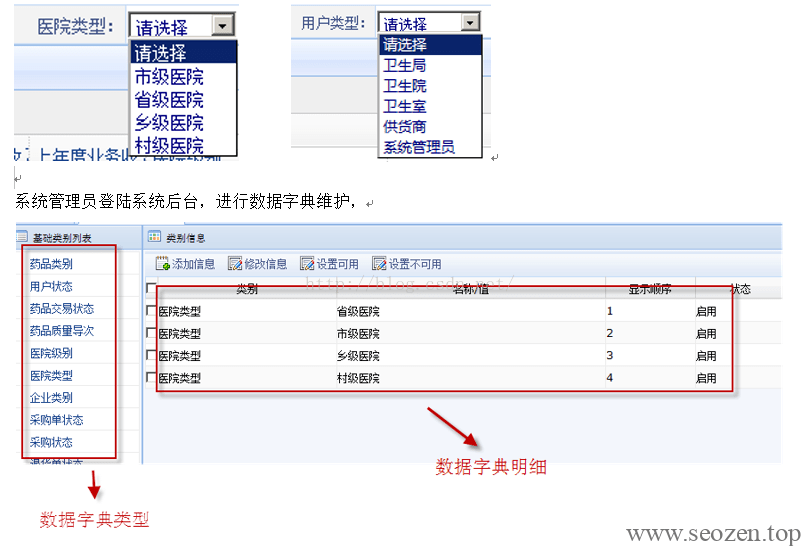 医院类型： 请选择
请选择
市级医院
省级医院
乡级医院
村级医院
用户类型： 请选择
请选择
卫生局
卫生院
卫生室
供货商
系统管理员
系统管理员登陆系统后台，进行数据字典维护，
基础类别列表
药品类别
用户状态
药品交易状态
药品质量导次
医院级别
医院类型
企业类别
采购单状态
采购状态
退货单状态
类别信息
添加信息 修改信息 设置可用 设置不可用
类别 名称/值 显示顺序 状态
医院类型 省级医院 1 启用
医院类型 市级医院 2 启用
医院类型 乡级医院 3 启用
医院类型 村级医院 4 启用
数据字典明细
数据字典类型
www.seozen.top